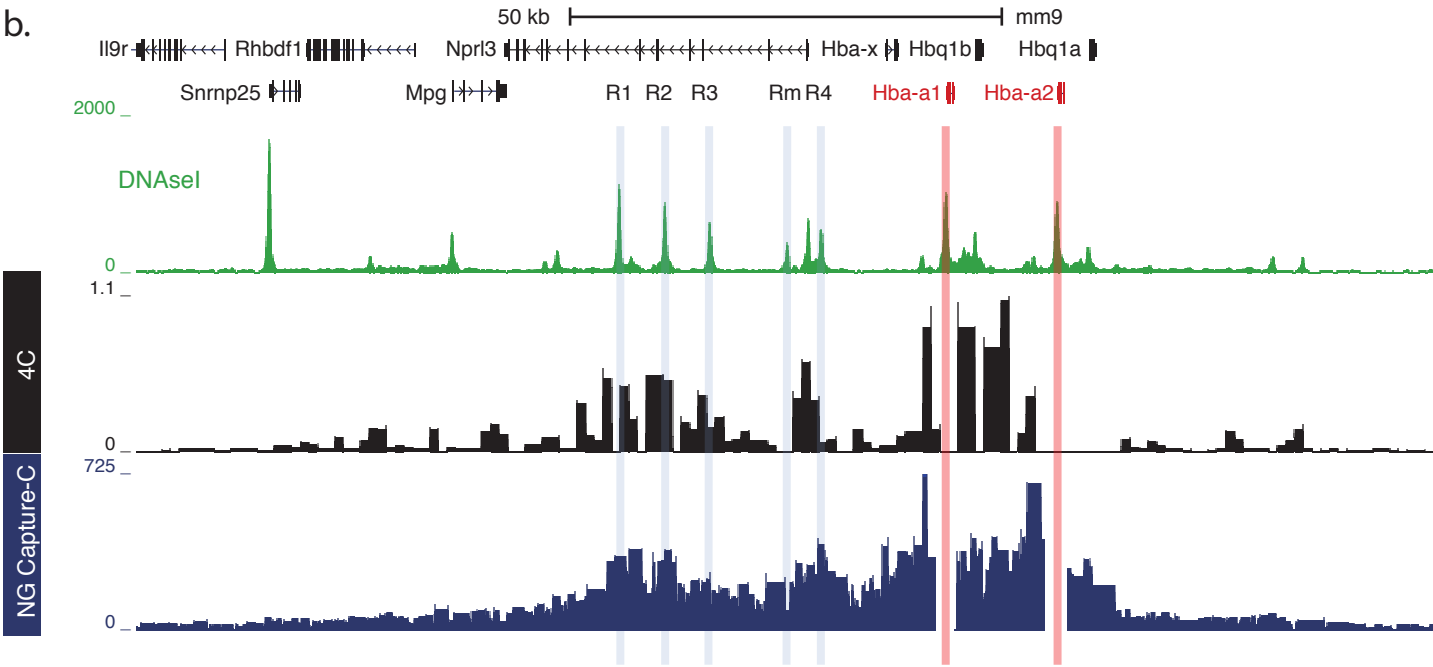 b.
50 kb mm9
Il9r Rhbdf1 Nprl3 Hba-x Hbq1b Hbq1a
Snrnp25 Mpg R1 R2 R3 Rm R4 Hba-a1 Hba-a2
2000
DNAseI
0
1.1
4C
0
725
NG Capture-C
0